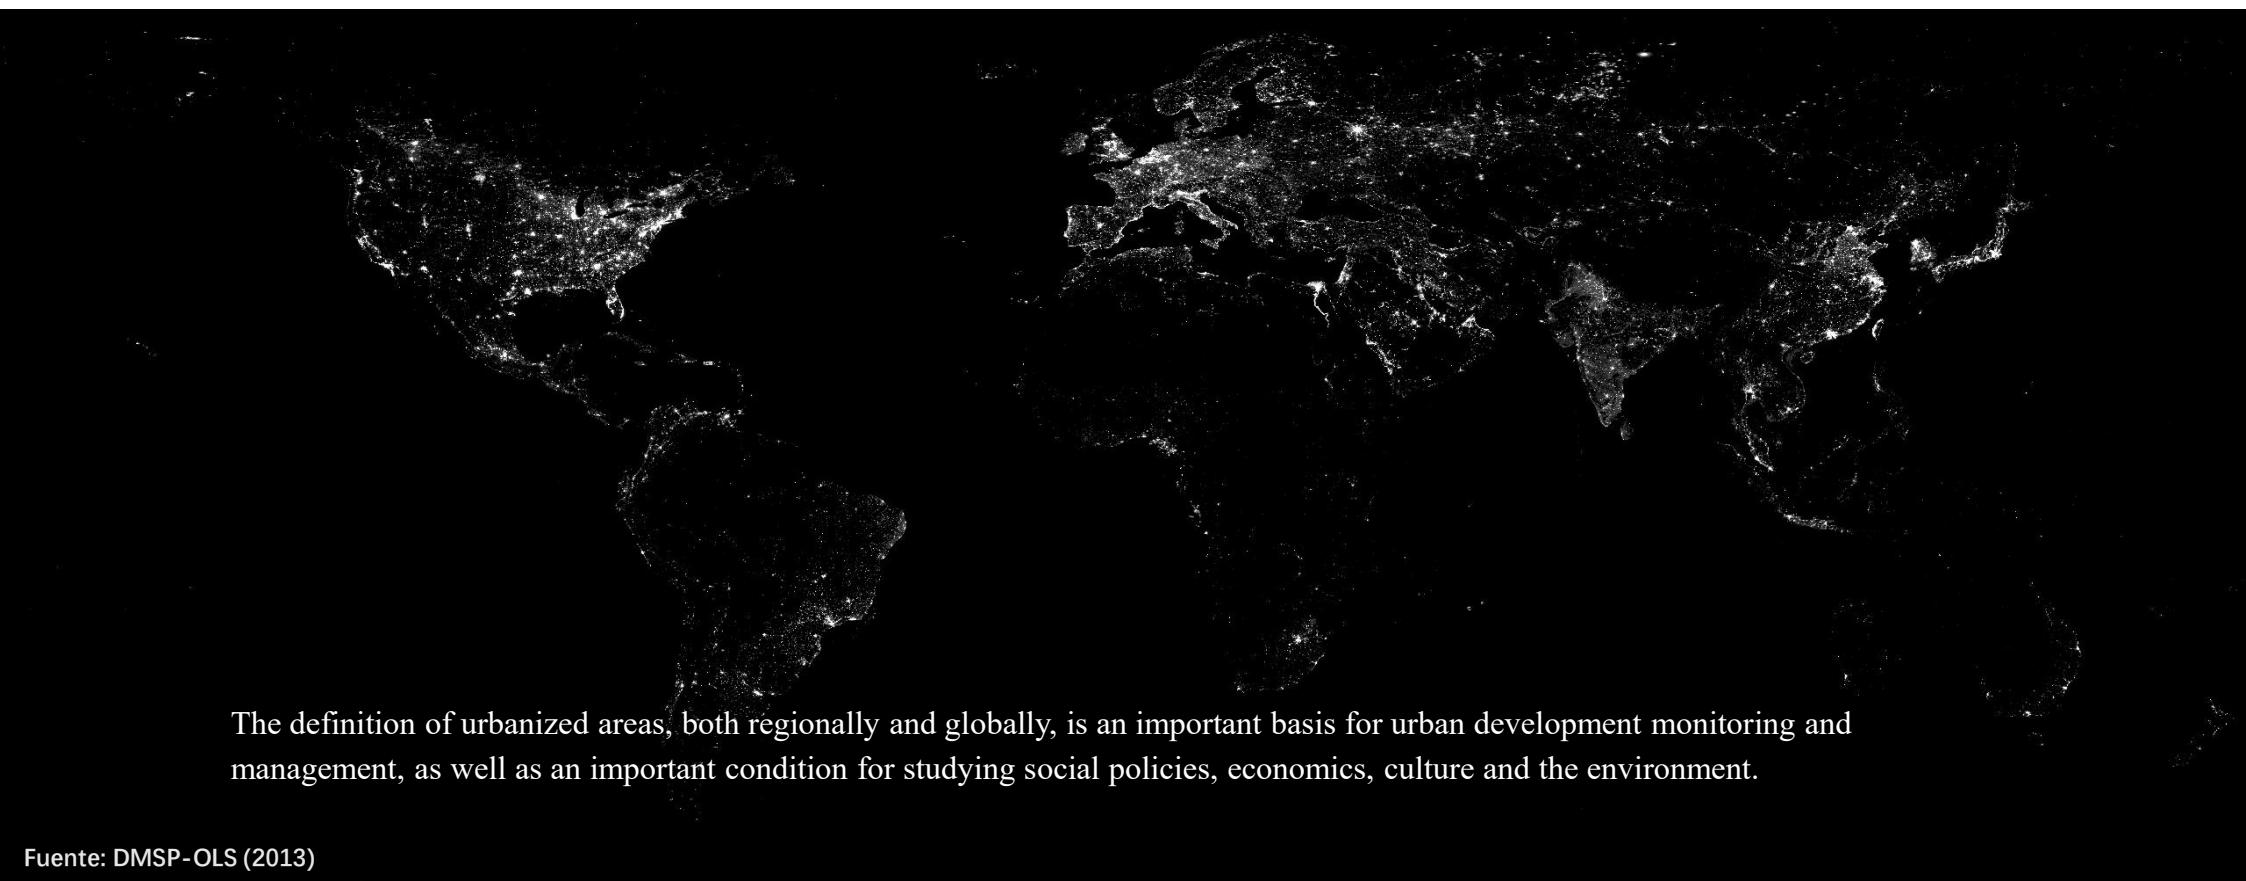 The definition of urbanized areas, both regionally and globally, is an important basis for urban development monitoring and
management, as well as an important condition for studying social policies, economics, culture and the environment.
Fuente: DMSP-OLS (2013)